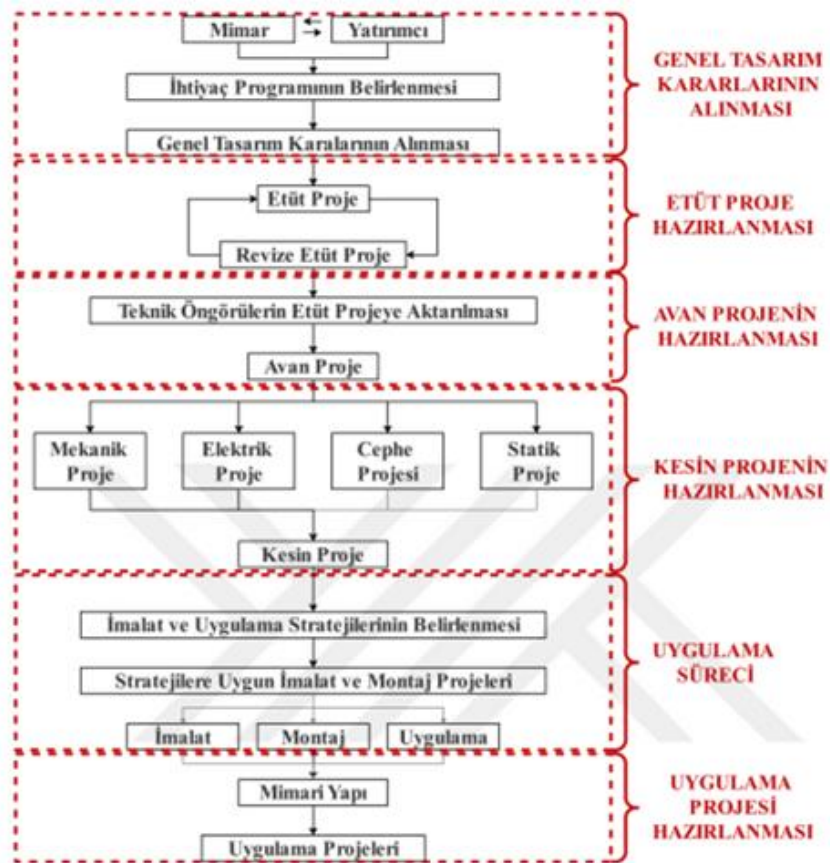 Mimar
Yatırımcı
İhtiyaç Programının Belirlenmesi
Genel Tasarım Karalarının Alınması
GENEL TASARIM
KARARLARININ
ALINMASI
Etüt Proje
Revize Etüt Proje
ETÜT PROJE
HAZIRLANMASI
Teknik Öngörülerin Etüt Projeye Aktarılması
Avan Proje
AVAN PROJENİN
HAZIRLANMASI
Mekanik
Proje
Elektrik
Proje
Cephe
Projesi
Statik
Proje
Kesin Proje
KESİN PROJENİN
HAZIRLANMASI
İmalat ve Uygulama Stratejilerinin Belirlenmesi
Stratejilere Uygun İmalat ve Montaj Projeleri
İmalat
Montaj
Uygulama
UYGULAMA
SÜRECİ
Mimari Yapı
Uygulama Projeleri
UYGULAMA
PROJESİ
HAZIRLANMASI